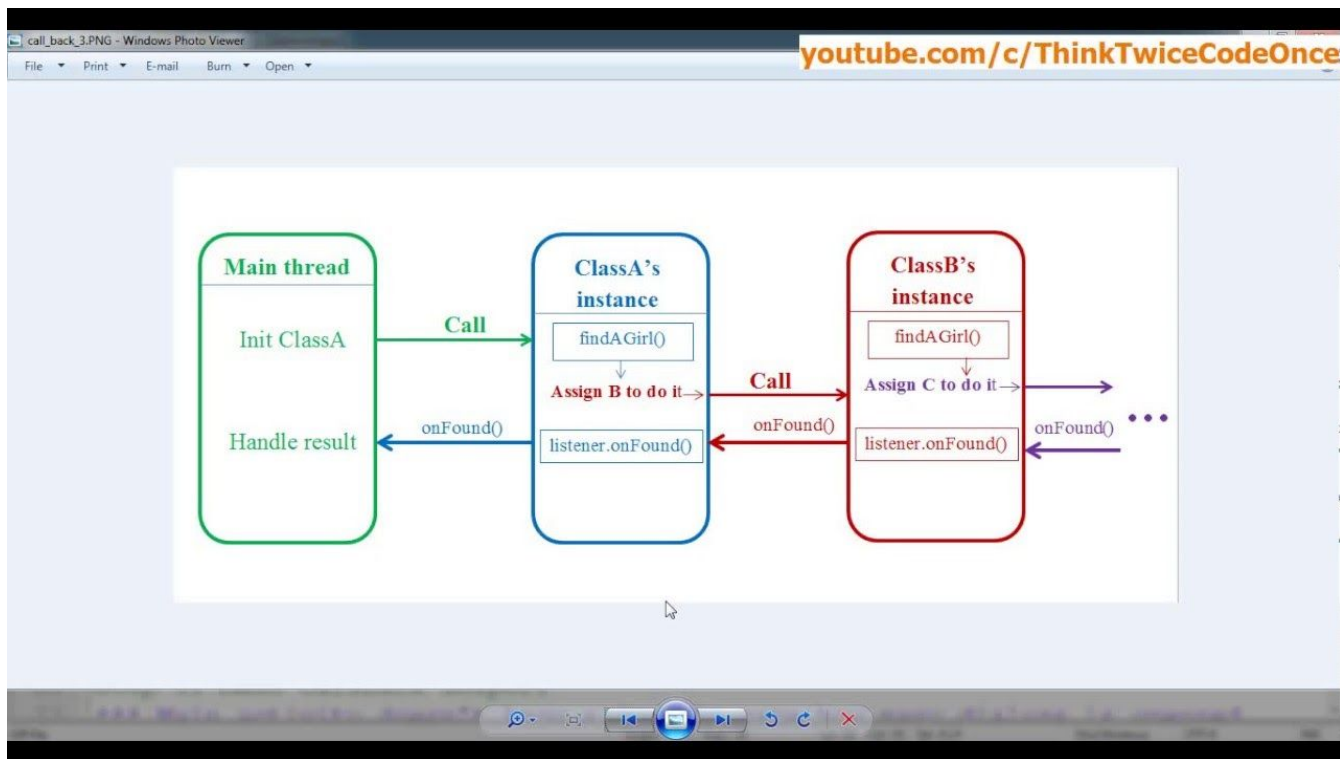 call_back_3.PNG - Windows Photo Viewer
youtube.com/c/ThinkTwiceCodeOnce
File Print E-mail Burn Open
Main thread
Init ClassA
Handle result
Call
onFound()
ClassA's
instance
findAGirl()
Assign B to do it
listener.onFound()
Call
onFound()
ClassB's
instance
findAGirl()
Assign C to do it
listener.onFound()
onFound()
...